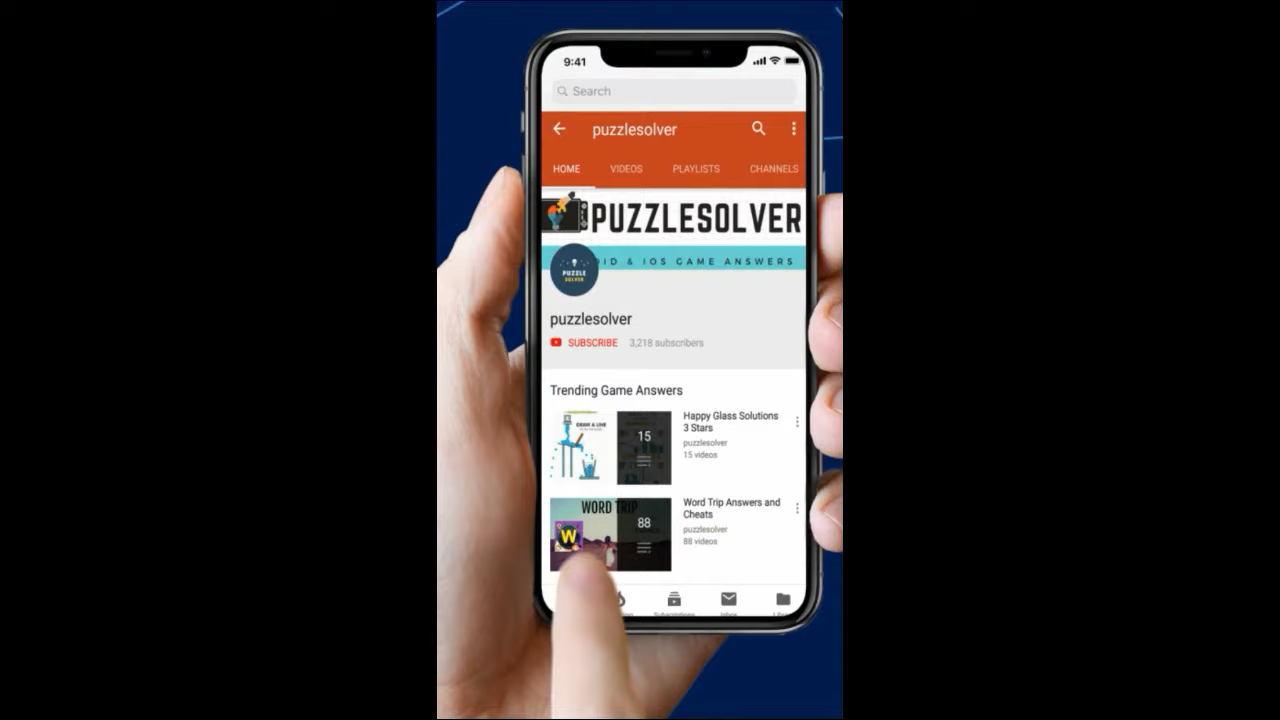 9:41
Search
puzzlesolver
HOME VIDEOS PLAYLISTS CHANNELS
PUZZLESOLVER
ID & IOS GAME ANSWERS
PUZZLE
SOLVER
puzzlesolver
SUBSCRIBE 3,218 subscribers
Trending Game Answers
DRAW A LINE
15
Happy Glass Solutions
3 Stars
puzzlesolver
15 videos
WORD TRIP
W
88
Word Trip Answers and
Cheats
puzzlesolver
88 videos
Subscriptions Inbox